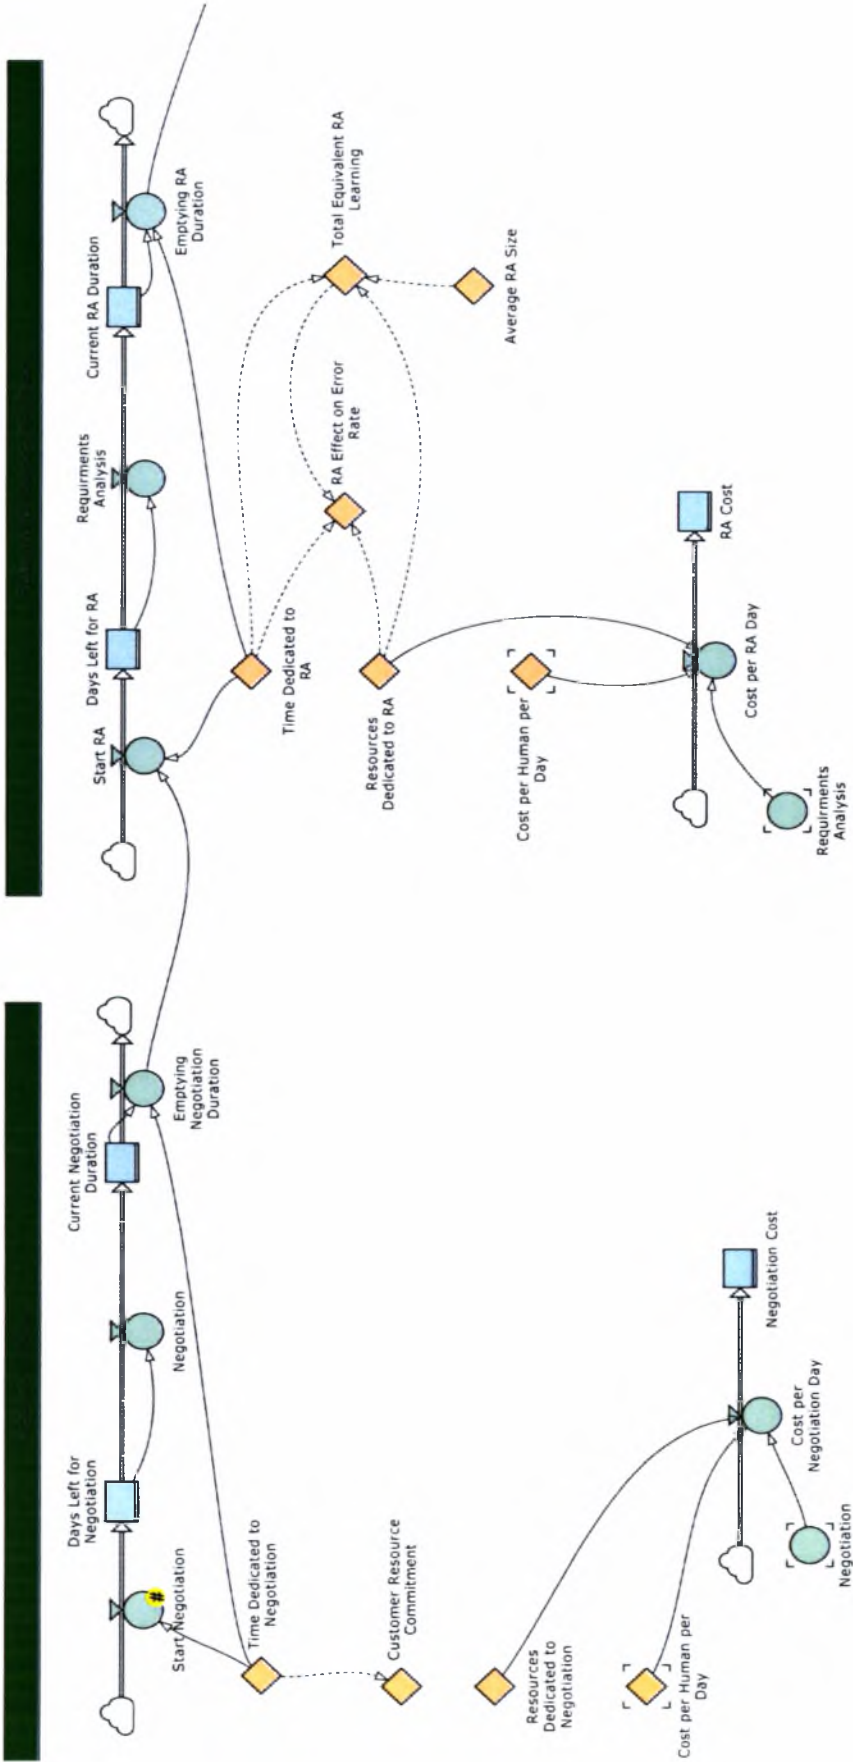 Start Negotiation
#
Days Left for
Negotiation
Negotiation
Current Negotiation
Duration
Emptying
Negotiation
Duration
Time Dedicated to
Negotiation
Customer Resource
Commitment
Resources
Dedicated to
Negotiation
Cost per Human per
Day
Negotiation
Cost per
Negotiation Day
Negotiation Cost
Start RA
Days Left for RA
Requirments
Analysis
Current RA Duration
Emptying RA
Duration
Time Dedicated to
RA
RA Effect on Error
Rate
Total Equivalent RA
Learning
Average RA Size
Resources
Dedicated to RA
Cost per Human per
Day
Requirments
Analysis
Cost per RA Day
RA Cost